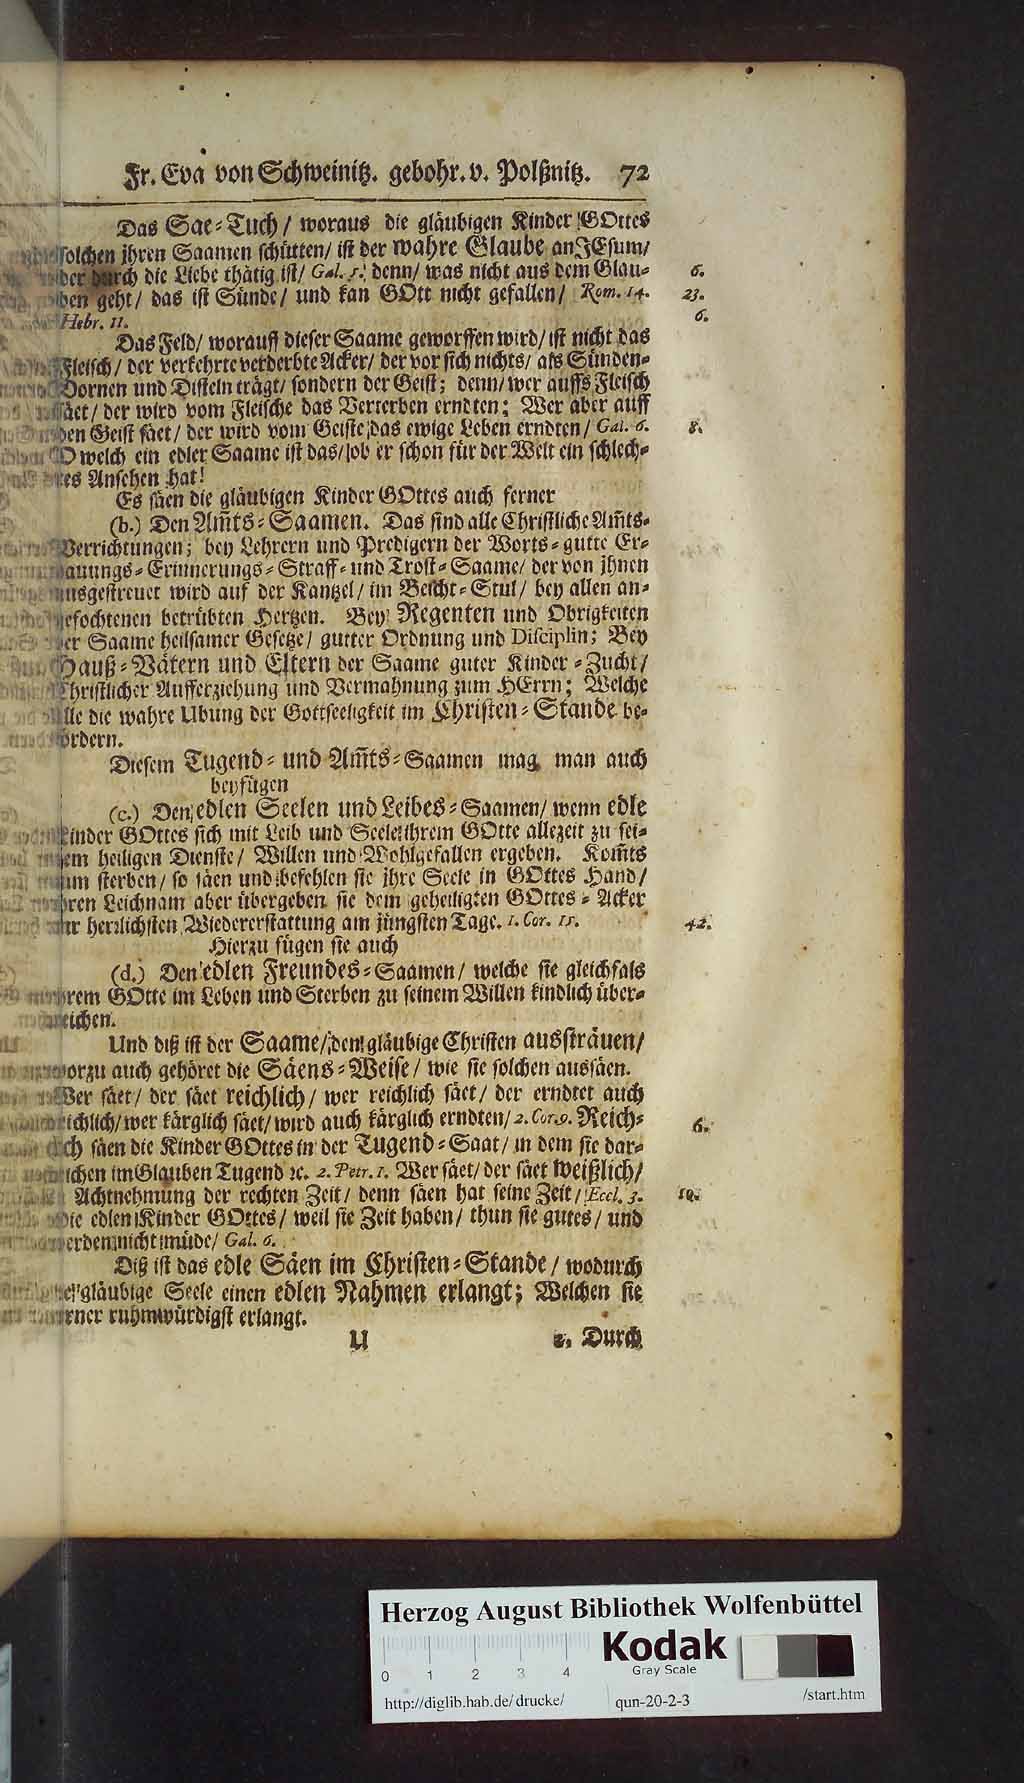 Fr. Eva von Schweinitz. gebohr. v. Polßnitz. 72
Das Sae-Tuch / woraus die gläubigen Kinder GOttes
solchen jhren Saamen schütten / ist der wahre Glaube an JEsum /
der durch die Liebe thätig ist / Gal. 5. denn / was nicht aus dem Glau- 6.
ben geht / das ist Sünde / und kan GOtt nicht gefallen / Rom. 14. 23.
Hebr. 11. 6.
Das Feld / worauff dieser Saame geworffen wird / ist nicht das
Fleisch / der verkehrte verderbte Acker / der vor sich nichts / als Sünden-
Dornen und Disteln trägt / sondern der Geist; denn / wer auffs Fleisch
säet / der wird vom Fleische das Verterben erndten; Wer aber auff
den Geist säet / der wird vom Geiste das ewige Leben erndten / Gal. 6. 8.
O welch ein edler Saame ist das / ob er schon für der Welt ein schlech-
tes Ansehen hat!
Es säen die gläubigen Kinder GOttes auch ferner
(b.) Den Am̃ts-Saamen. Das sind alle Christliche Am̃ts-
Verrichtungen; bey Lehrern und Predigern der Worts-gutte Er-
bauungs-Erinnerungs-Straff-und Trost-Saame / der von jhnen
ausgestreuet wird auf der Kantzel / im Beicht-Stul / bey allen an-
gefochtenen betrübten Hertzen. Bey Regenten und Obrigkeiten
der Saame heilsamer Gesetze / gutter Ordnung und Disciplin; Bey
Hauß-Vätern und Eltern der Saame guter Kinder-Zucht /
Christlicher Aufferziehung und Vermahnung zum HErrn; Welche
alle die wahre Ubung der Gottseeligkeit im Christen-Stande be-
fördern.
Diesem Tugend- und Am̃ts-Saamen mag man auch
beyfügen
(c.) Den edlen Seelen und Leibes-Saamen / wenn edle
Kinder GOttes sich mit Leib und Seele ihrem GOtte allezeit zu sei-
nem heiligen Dienste / Willen und Wohlgefallen ergeben. Kom̃ts
zum sterben / so säen und befehlen sie jhre Seele in GOttes Hand /
jhren Leichnam aber übergeben sie dem geheiligten GOttes-Acker
zur herrlichsten Wiedererstattung am jüngsten Tage. 1. Cor. 15. 42.
Hierzu fügen sie auch
(d.) Den edlen Freundes-Saamen / welche sie gleichfals
jhrem GOtte im Leben und Sterben zu seinem Willen kindlich über-
reichen.
Und diß ist der Saame / den gläubige Christen aussträuen /
worzu auch gehöret die Säens-Weise / wie sie solchen aussäen.
Wer säet / der säet reichlich / wer reichlich säet / der erndtet auch
reichlich / wer kärglich säet / wird auch kärglich erndten / 2. Cor. 9. Reich- 6.
lich säen die Kinder GOttes in der Tugend-Saat / in dem sie dar-
reichen im Glauben Tugend ꝛc. 2. Petr. 1. Wer säet / der säet weißlich /
Achtnehmung der rechten Zeit / denn säen hat seine Zeit / Eccl. 3.
die edlen Kinder GOttes / weil sie Zeit haben / thun sie gutes / und 10.
werden nicht müde / Gal. 6.
Diß ist das edle Säen im Christen-Stande / wodurch
gläubige Seele einen edlen Nahmen erlangt; Welchen sie
ferner ruhmwürdigst erlangt.
U 2. Durch
Herzog August Bibliothek Wolfenbüttel
Kodak
Gray Scale
0 1 2 3 4
http://diglib.hab.de/drucke/ qun-20-2-3 /start.htm